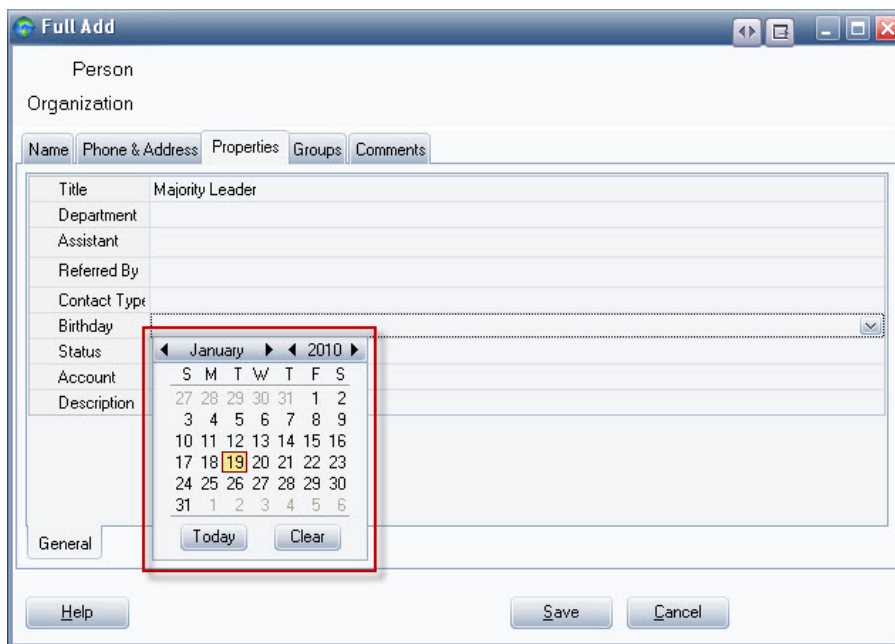 Full Add
Person
Organization
Name Phone & Address Properties Groups Comments
Title Majority Leader
Department
Assistant
Referred By
Contact Type
Birthday
Status
Account
Description
January 2010
S M T W T F S
27 28 29 30 31 1 2
3 4 5 6 7 8 9
10 11 12 13 14 15 16
17 18 19 20 21 22 23
24 25 26 27 28 29 30
31 1 2 3 4 5 6
Today Clear
General
Help Save Cancel